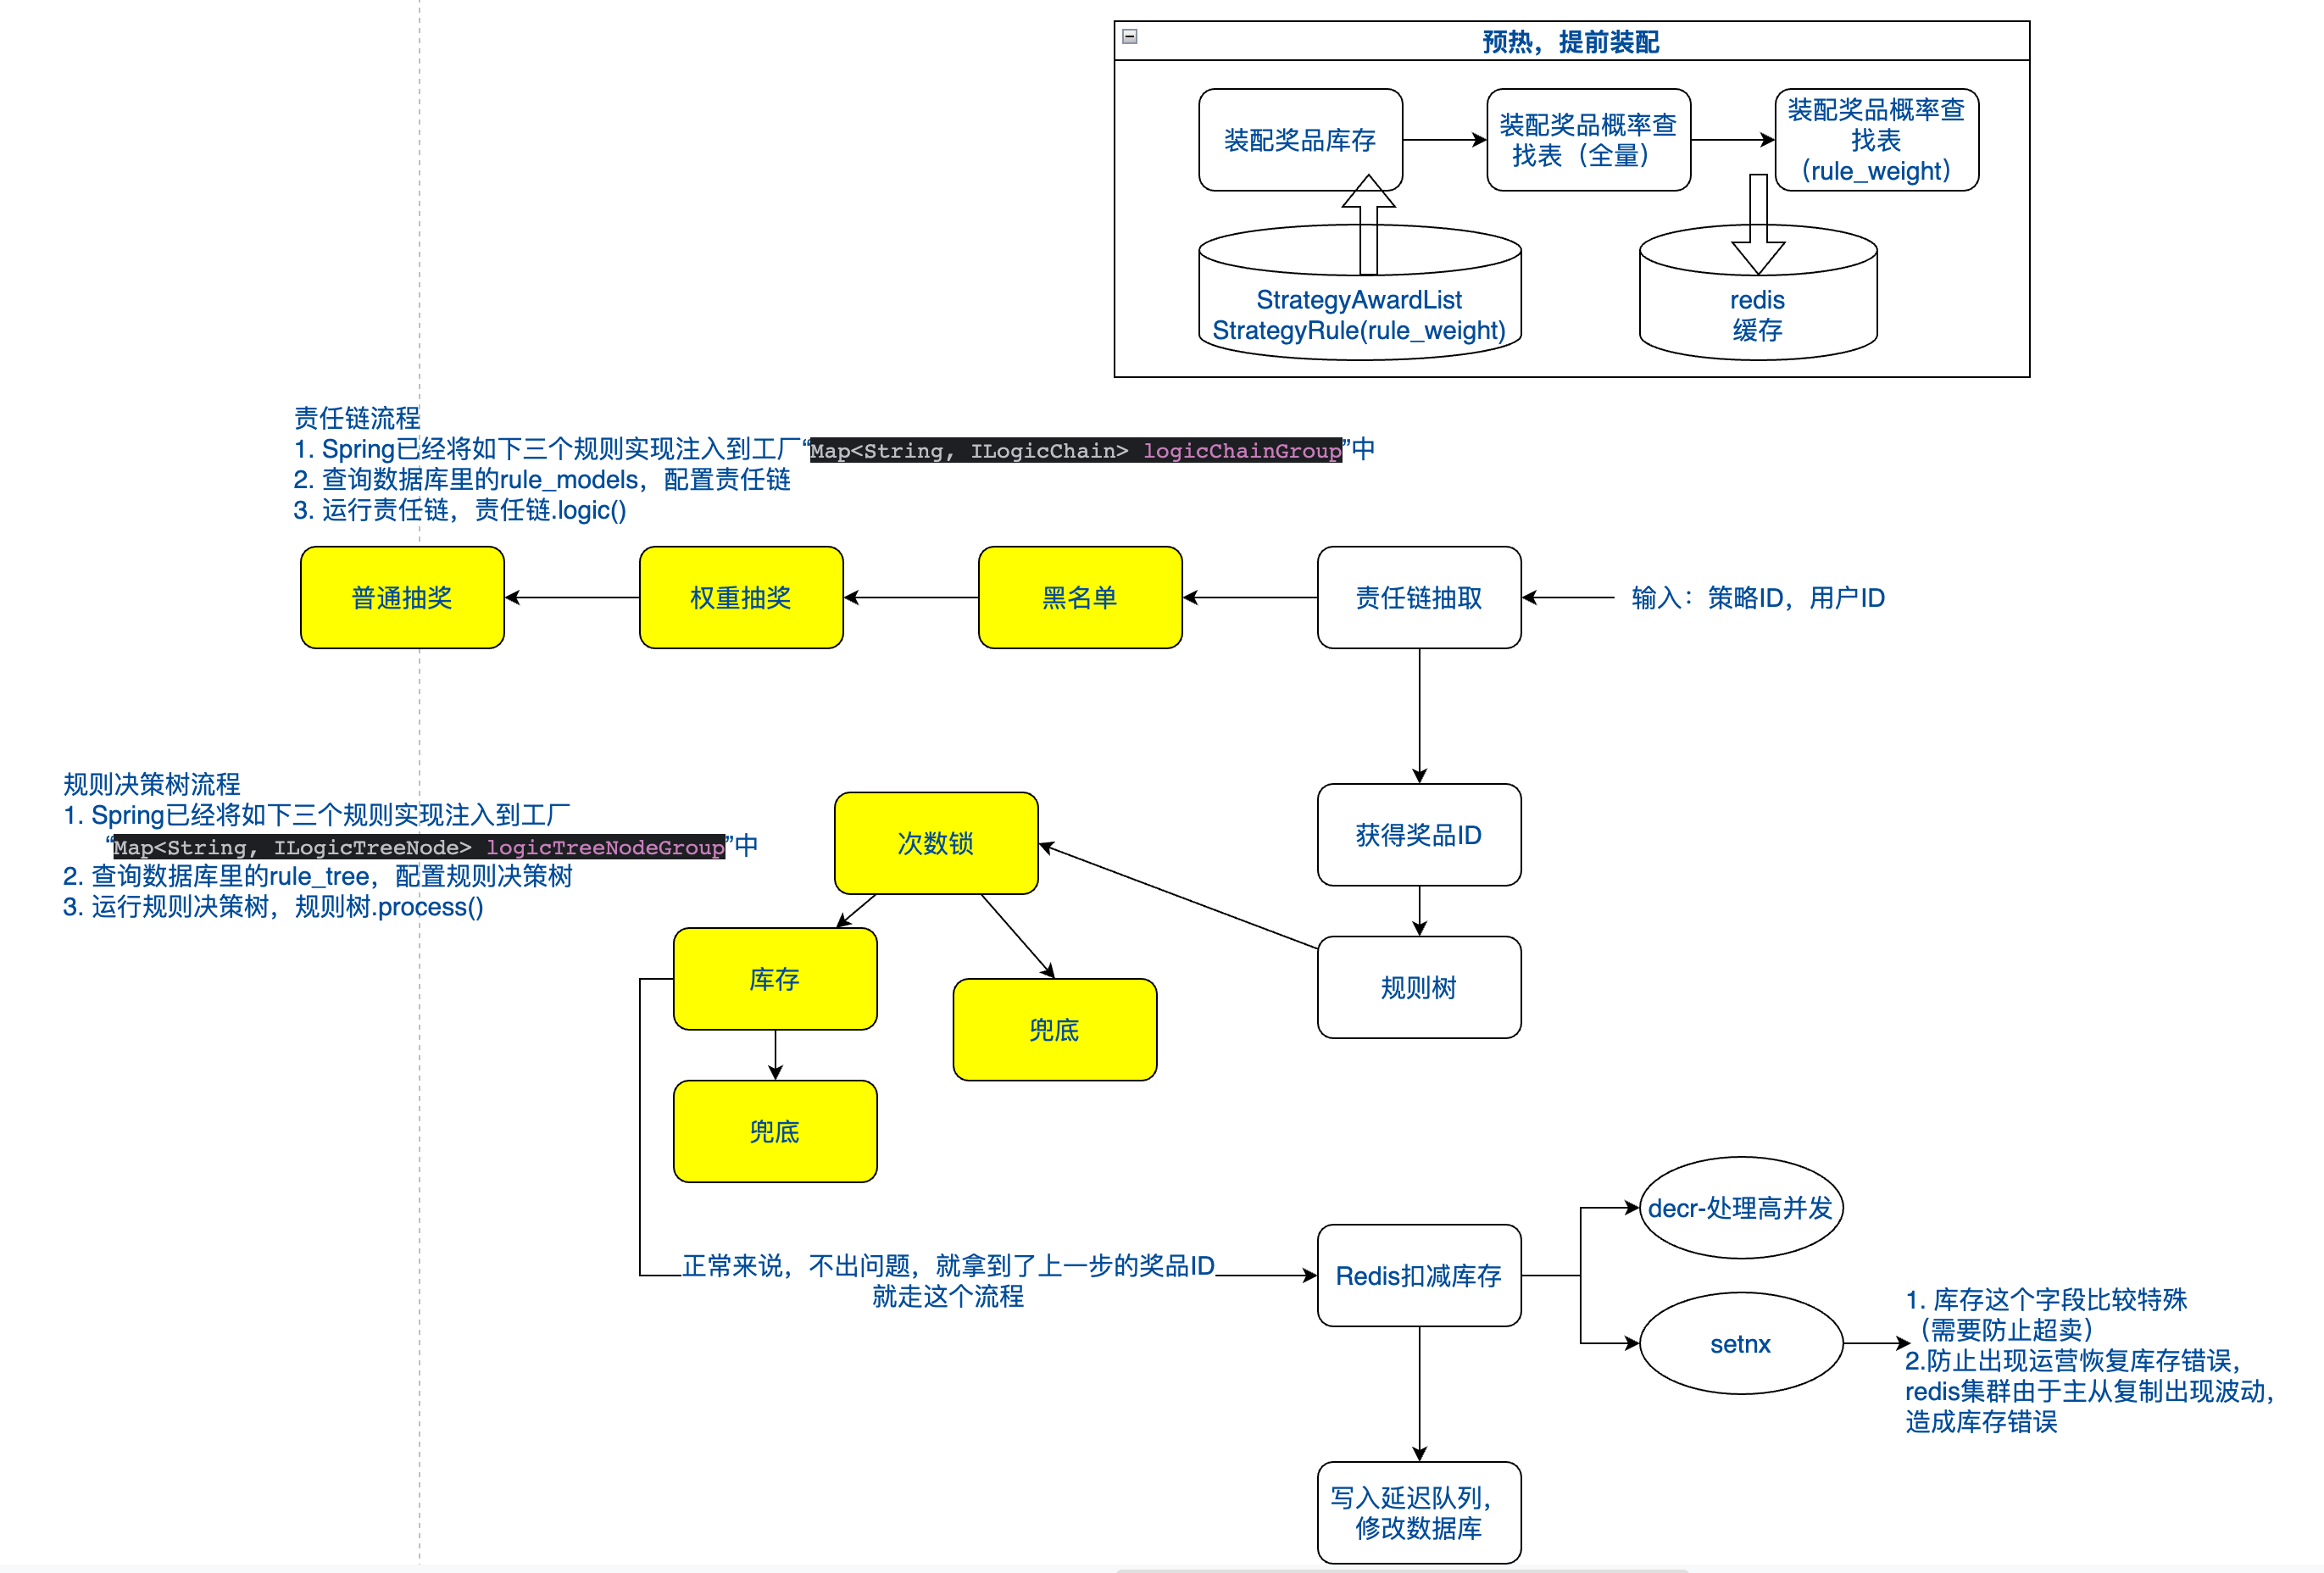 预热，提前装配
装配奖品库存
装配奖品概率查
找表（全量）
装配奖品概率查
找表
（rule_weight）
StrategyAwardList
StrategyRule(rule_weight)
redis
缓存
责任链流程
1. Spring已经将如下三个规则实现注入到工厂“Map<String, ILogicChain> logicChainGroup”中
2. 查询数据库里的rule_models，配置责任链
3. 运行责任链，责任链.logic()
普通抽奖
权重抽奖
黑名单
责任链抽取
输入：策略ID，用户ID
规则决策树流程
1. Spring已经将如下三个规则实现注入到工厂
“Map<String, ILogicTreeNode> logicTreeNodeGroup”中
2. 查询数据库里的rule_tree，配置规则决策树
3. 运行规则决策树，规则树.process()
次数锁
获得奖品ID
库存
兜底
规则树
兜底
正常来说，不出问题，就拿到了上一步的奖品ID
就走这个流程
Redis扣减库存
decr-处理高并发
setnx
1. 库存这个字段比较特殊
（需要防止超卖）
2.防止出现运营恢复库存错误，
redis集群由于主从复制出现波动，
造成库存错误
写入延迟队列，
修改数据库